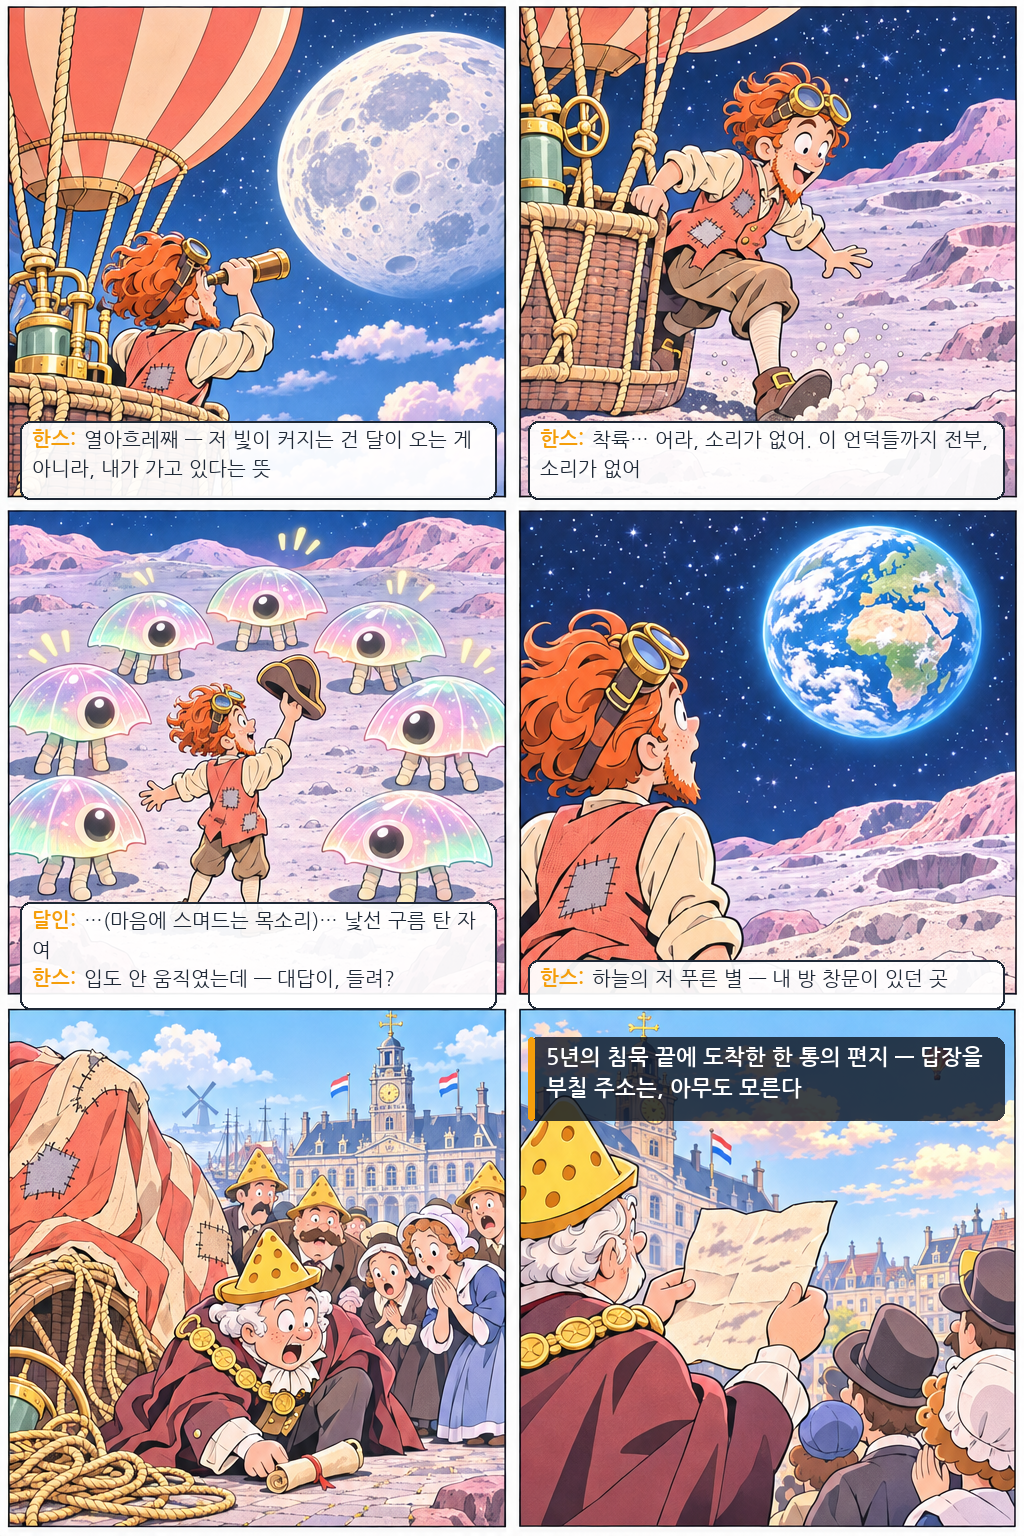 한스: 열아흐레째 — 저 빛이 커지는 건 달이 오는 게
아니라, 내가 가고 있다는 뜻
한스: 착륙… 어라, 소리가 없어. 이 언덕들까지 전부,
소리가 없어
달인: …(마음에 스며드는 목소리)… 낯선 구름 탄 자
여
한스: 입도 안 움직였는데 — 대답이, 들려?
한스: 하늘의 저 푸른 별 — 내 방 창문이 있던 곳
5년의 침묵 끝에 도착한 한 통의 편지 — 답장을
부칠 주소는, 아무도 모른다